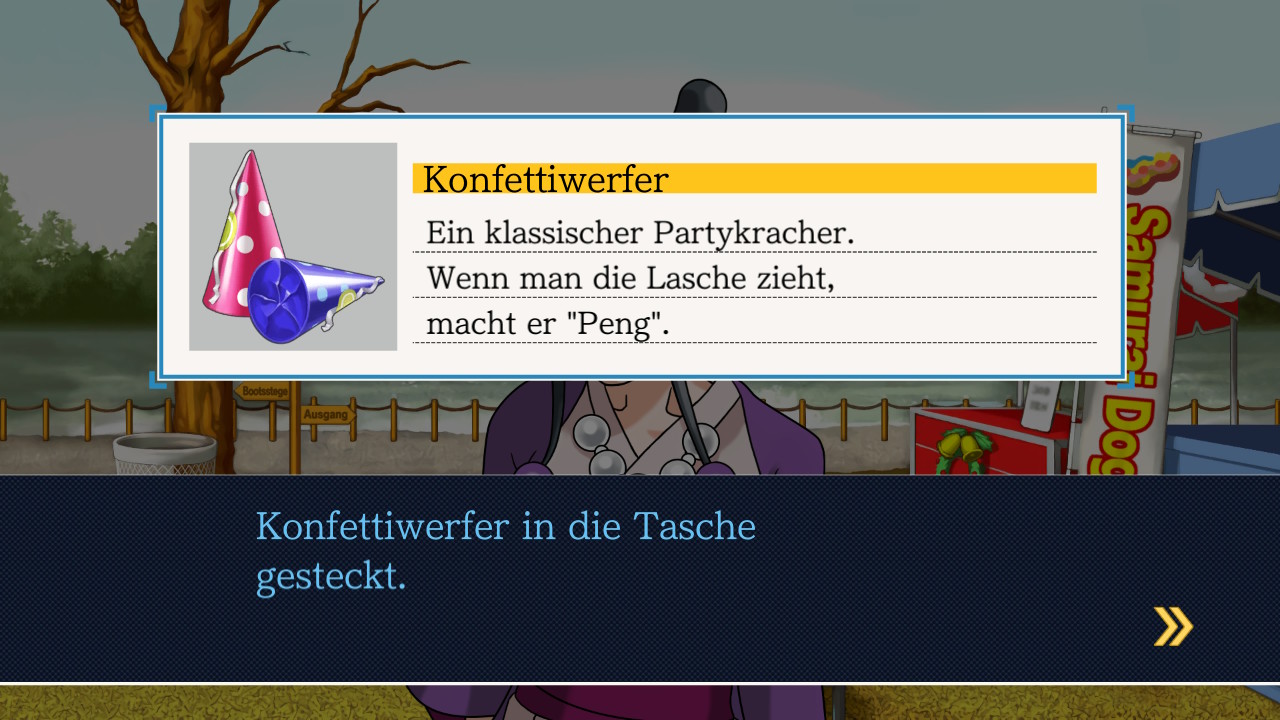 Konfettiwerfer
Ein klassischer Partykracher.
Wenn man die Lasche zieht,
macht er "Peng".
Bootsstege
Ausgang
Samurai Dog
Konfettiwerfer in die Tasche
gesteckt.